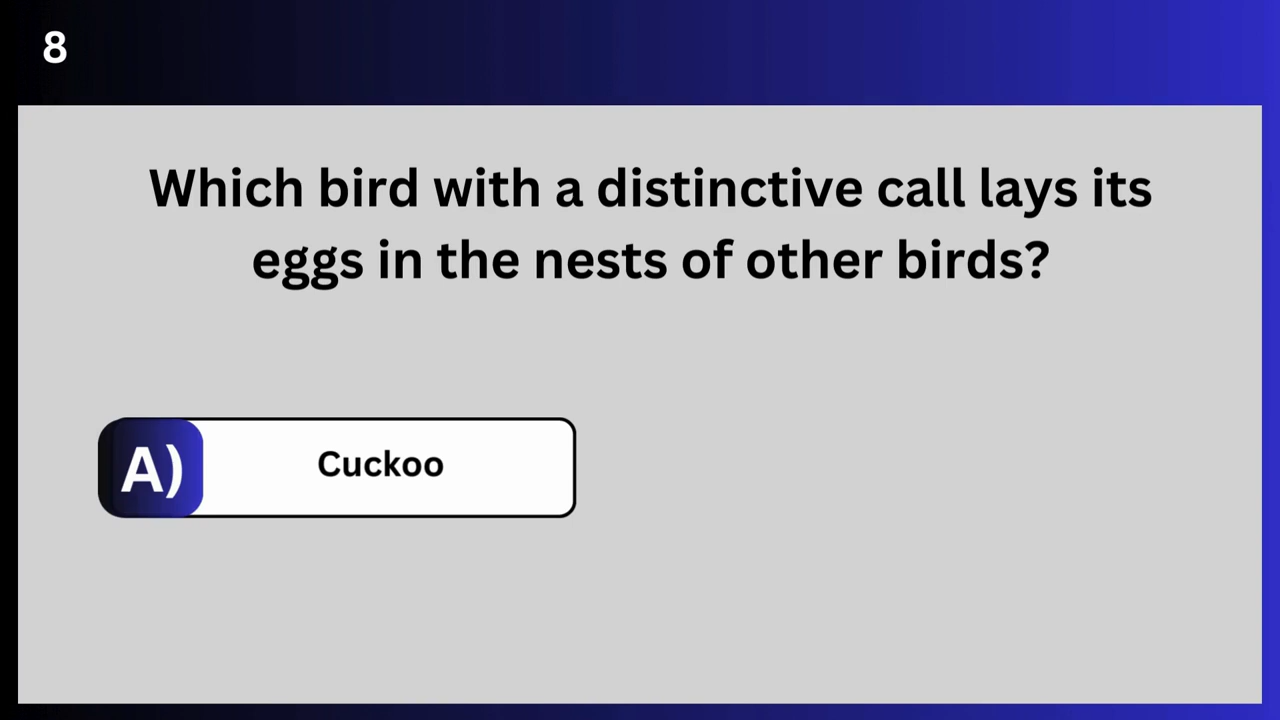 8
Which bird with a distinctive call lays its
eggs in the nests of other birds?
A) Cuckoo